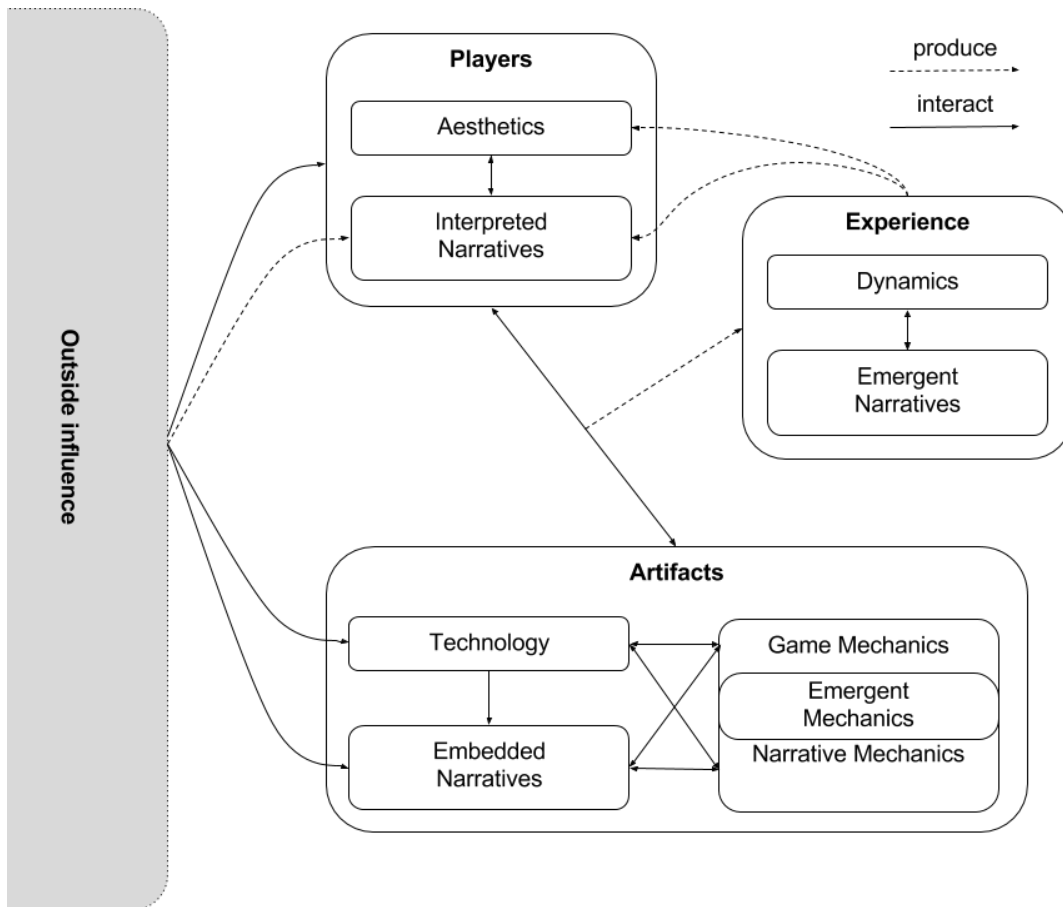 Outside influence
Players
Aesthetics
Interpreted
Narratives
produce
interact
Experience
Dynamics
Emergent
Narratives
Artifacts
Technology
Embedded
Narratives
Game Mechanics
Emergent
Mechanics
Narrative Mechanics